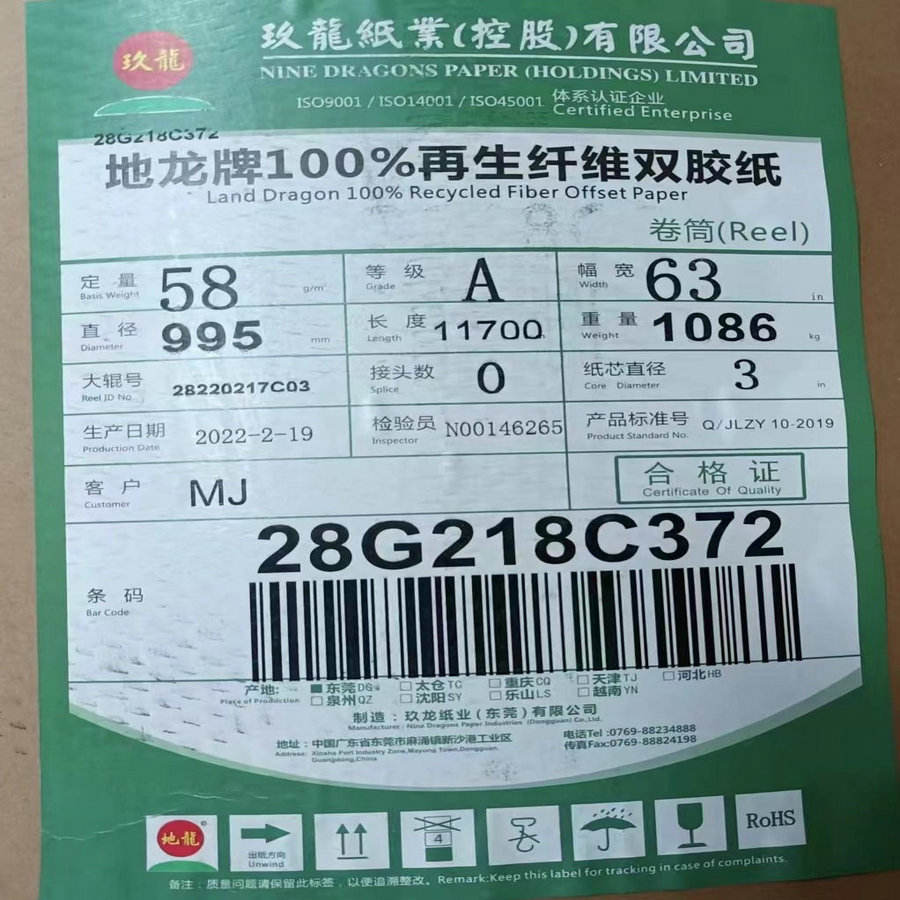 玖龍
玖龍紙業(控股)有限公司
NINE DRAGONS PAPER (HOLDINGS) LIMITED
ISO9001 / ISO14001 / ISO45001 体系认证企业
Certified Enterprise
28G218C372
地龙牌100%再生纤维双胶纸
Land Dragon 100% Recycled Fiber Offset Paper
卷筒(Reel)
定量 Basis Weight 58 g/m²
等级 Grade A
幅宽 Width 63 in
直径 Diameter 995 mm
长度 Length 11700
重量 Weight 1086 kg
大辊号 Reel JD No. 28220217C03
接头数 Splice 0
纸芯直径 Core Diameter 3 in
生产日期 Production Date 2022-2-19
检验员 Inspector N00146265
产品标准号 Product Standard No. Q/JLZY 10-2019
客户 Customer MJ
合格证
Certificate Of Quality
28G218C372
条码
Bar Code
产地: 东莞DG 太仓TC 重庆CQ 天津TJ 河北HB
Place of Production 泉州QZ 沈阳SY 乐山LS 越南YN
制造：玖龙纸业（东莞）有限公司
Manufacturer: Nine Dragons Paper Industries (Dongguan) Co.,Ltd.
地址：中国广东省东莞市麻涌镇新沙港工业区
Address: Xinsha Port Industry Zone,Mayong Town,Dongguan,
Guangdong,China
电话Tel :0769-88234888
传真Fax:0769-88824198
地龍
®
出纸方向
Unwind
4
RoHS
备注：质量问题请保留此标签，以便追溯整改。Remark:Keep this label for tracking in case of complaints.